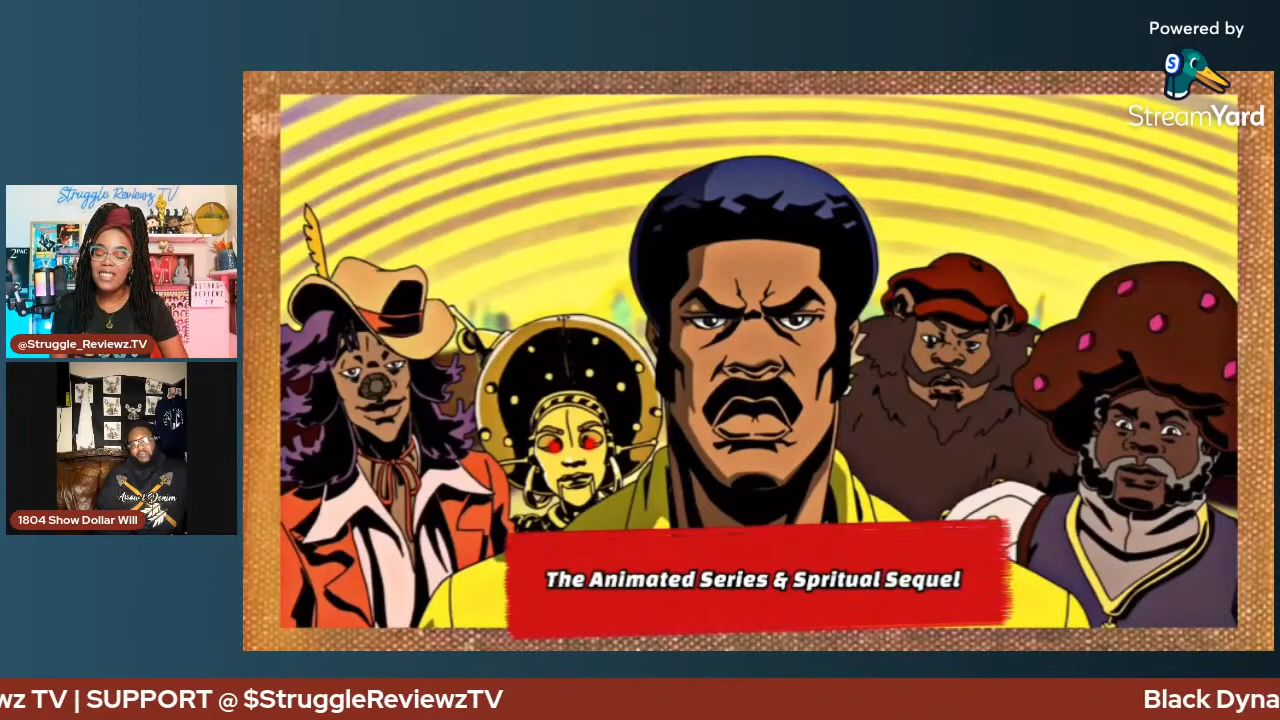 Powered by
StreamYard
Struggle Reviewz TV
2PAC
@Struggle_Reviewz.TV
1804 Show Dollar Will
The Animated Series & Spritual Sequel
wz TV | SUPPORT @ $StruggleReviewzTV
Black Dyna